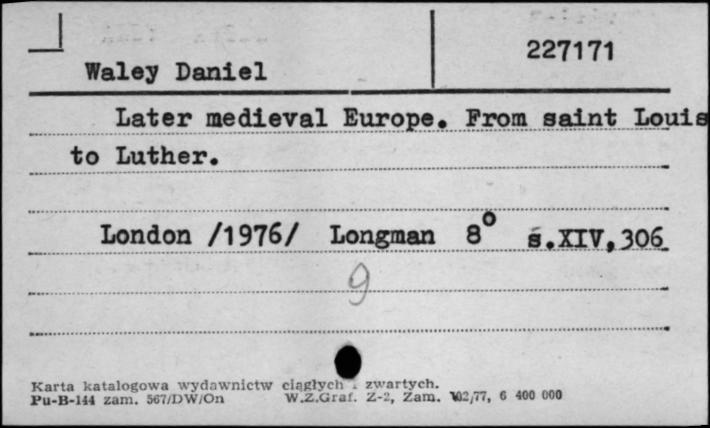 227171
Waley Daniel
Later medieval Europe. From saint Louis
to Luther.
London /1976/ Longman 8° s.XIV,306
9
Karta katalogowa wydawnictw ciągłych i zwartych.
Pu-B-144 zam. 567/DW/On W.Z.Graf. Z-2, Zam. 102/77, 6 400 000